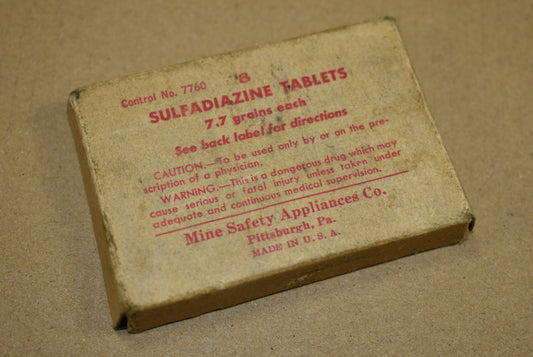 Control No. 7760
8
SULFADIAZINE TABLETS
7.7 grains each
See back label for directions
CAUTION.—To be used only by or on the pre-
scription of a physician.
WARNING.—This is a dangerous drug which may
cause serious or fatal injury unless taken under
adequate and continuous medical supervision.
Mine Safety Appliances Co.
Pittsburgh, Pa.
MADE IN U. S. A.